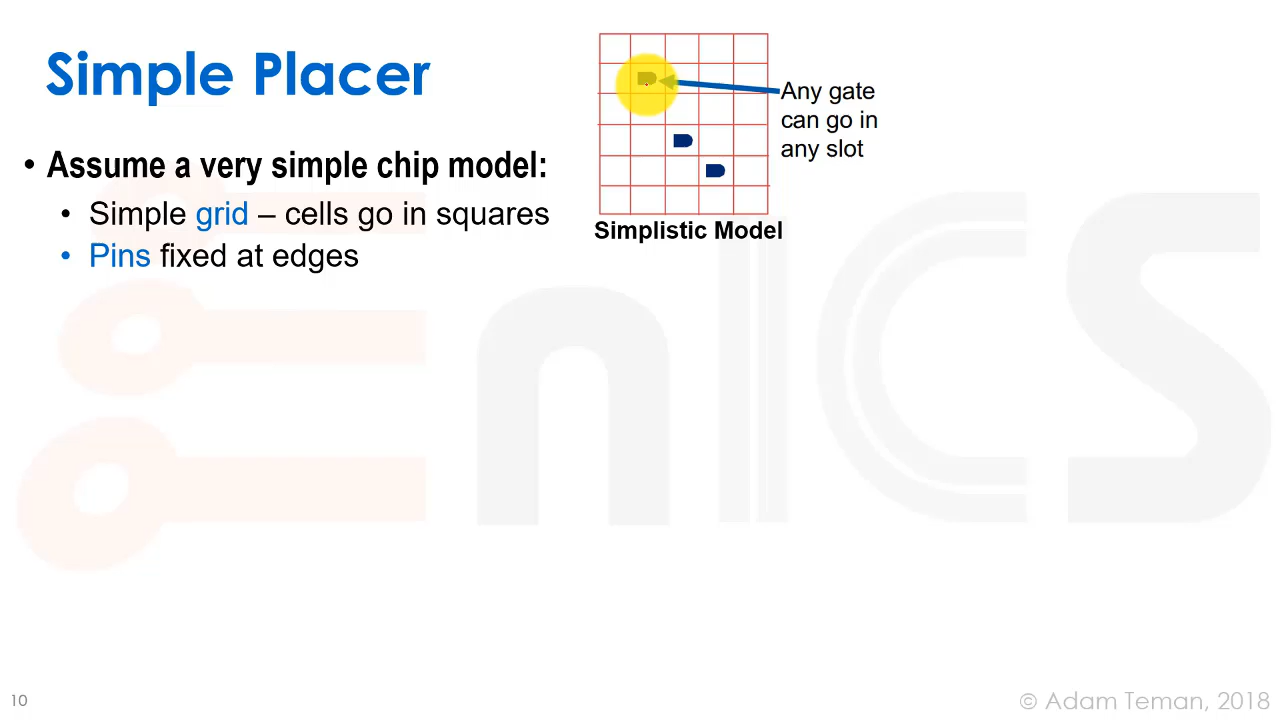 Simple Placer
• Assume a very simple chip model:
• Simple grid – cells go in squares
• Pins fixed at edges
Any gate
can go in
any slot
Simplistic Model
enICS
10
© Adam Teman, 2018